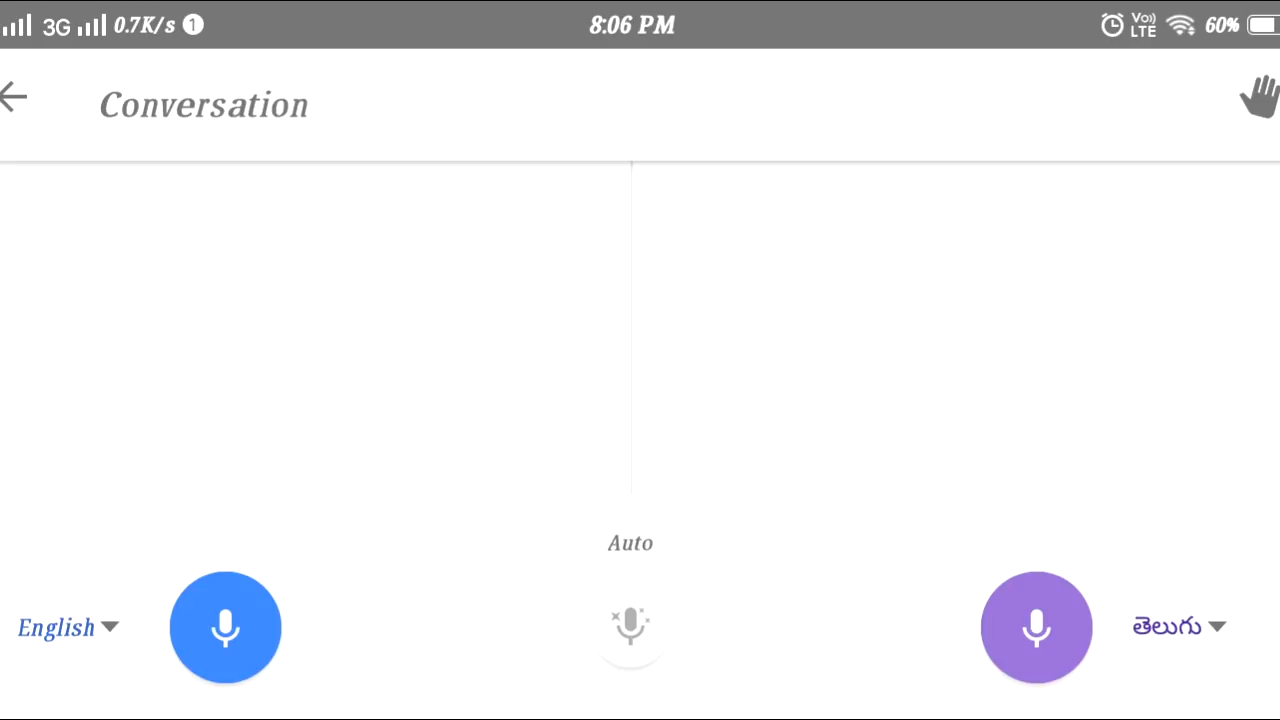 3G 0.7K/s 1 8:06 PM Vo)) LTE 60%
Conversation
Auto
English తెలుగు